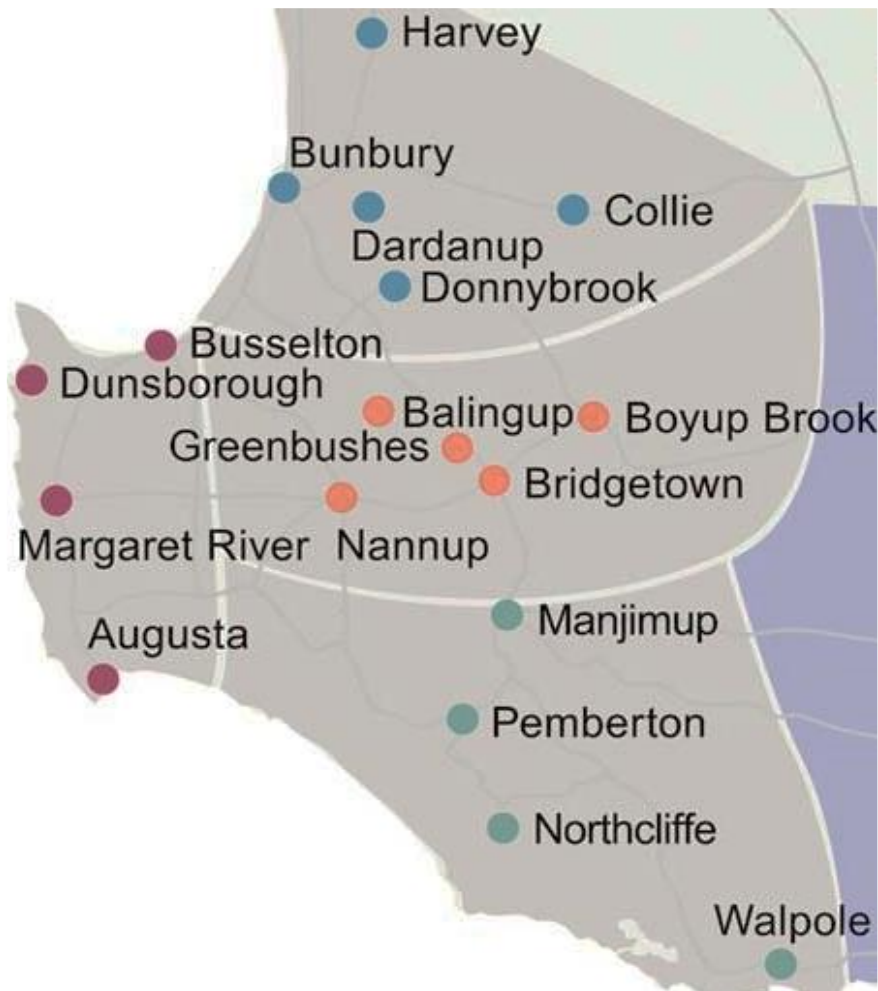 Harvey
Bunbury
Collie
Dardanup
Donnybrook
Busselton
Dunsborough
Balingup
Boyup Brook
Greenbushes
Bridgetown
Margaret River
Nannup
Manjimup
Augusta
Pemberton
Northcliffe
Walpole